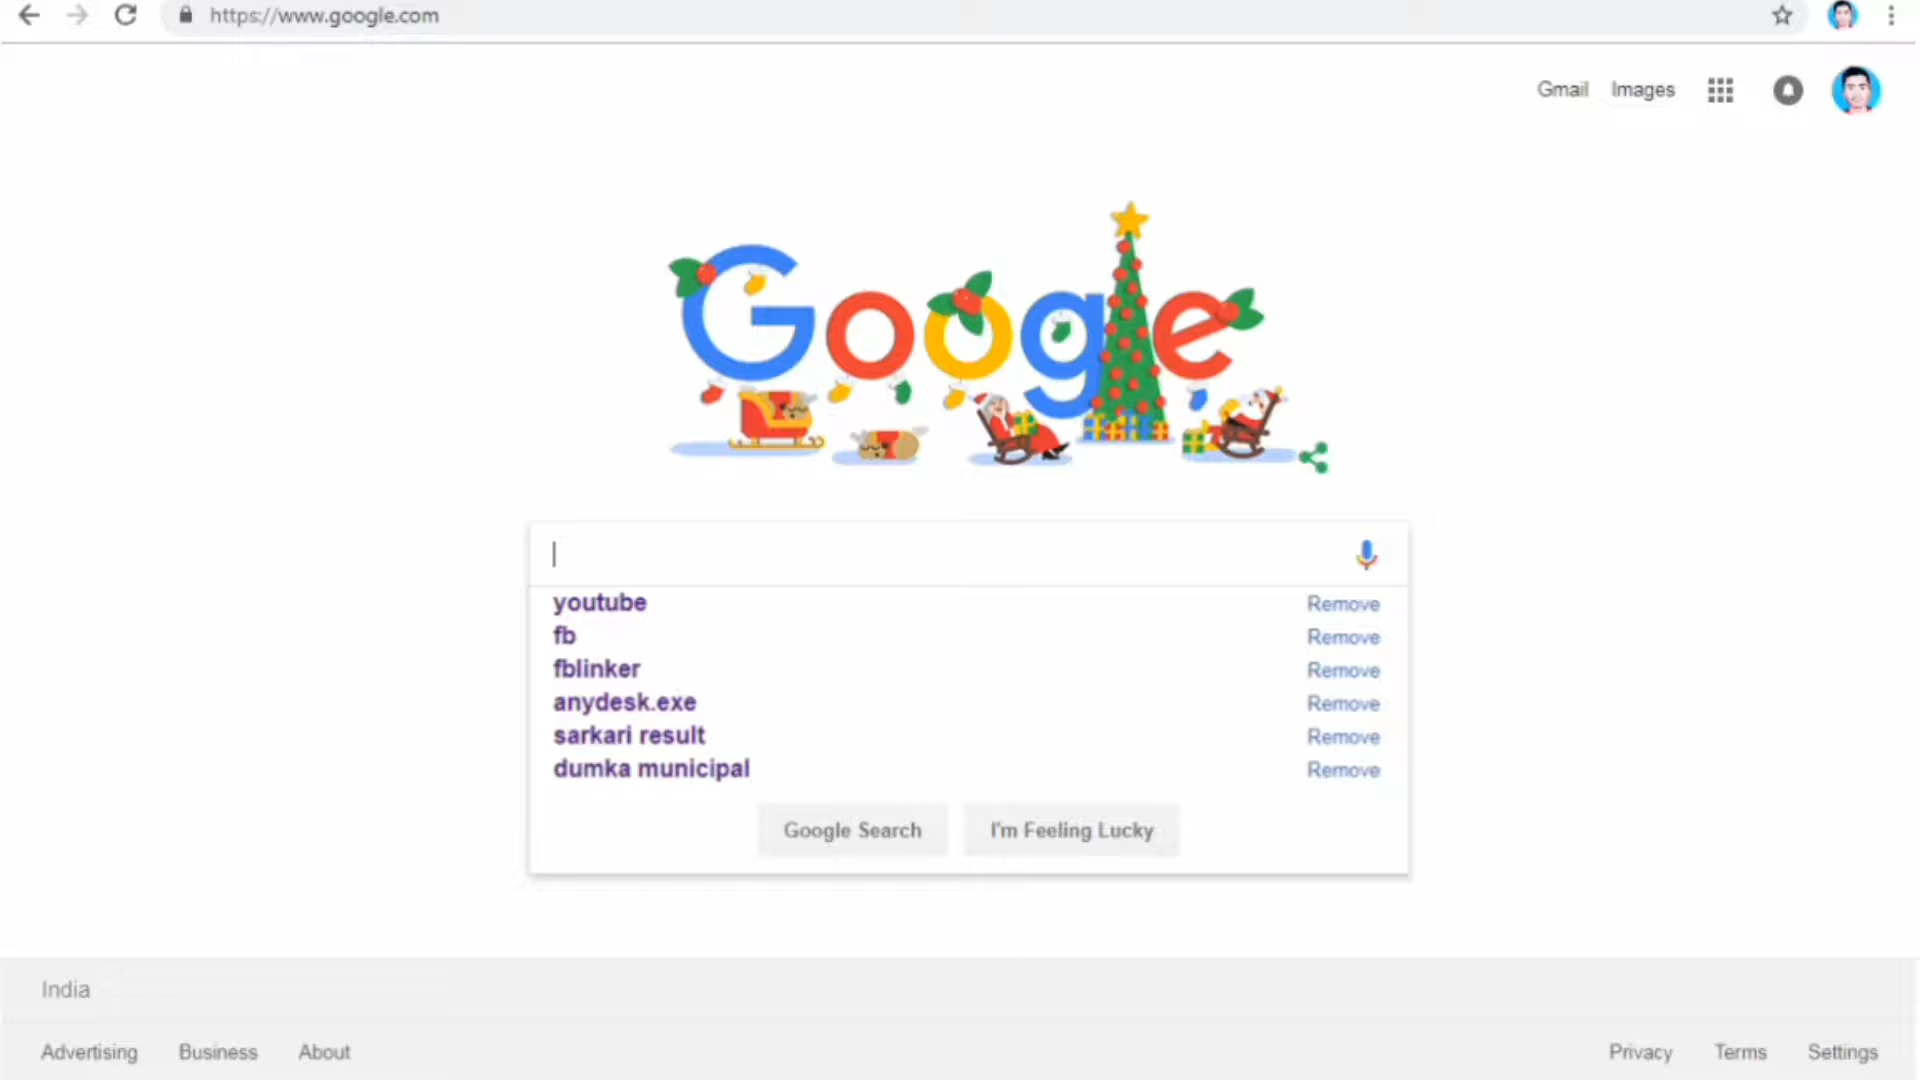 https://www.google.com
Gmail Images
Google
youtube Remove
fb Remove
fblinker Remove
anydesk.exe Remove
sarkari result Remove
dumka municipal Remove
Google Search I'm Feeling Lucky
India
Advertising Business About Privacy Terms Settings